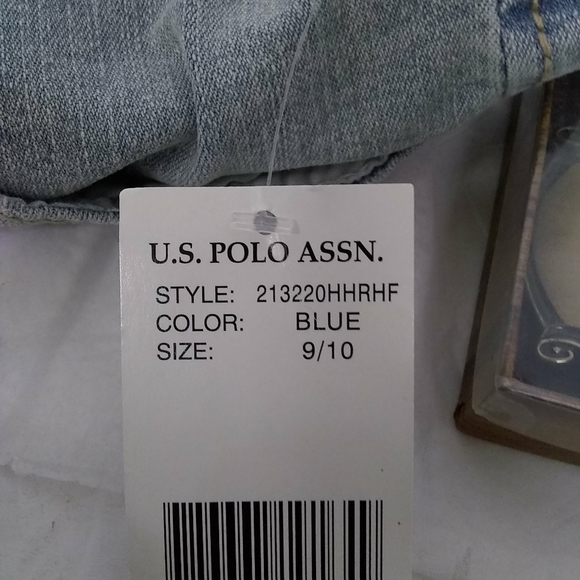 U.S. POLO ASSN.
STYLE: 213220HHRHF
COLOR: BLUE
SIZE: 9/10